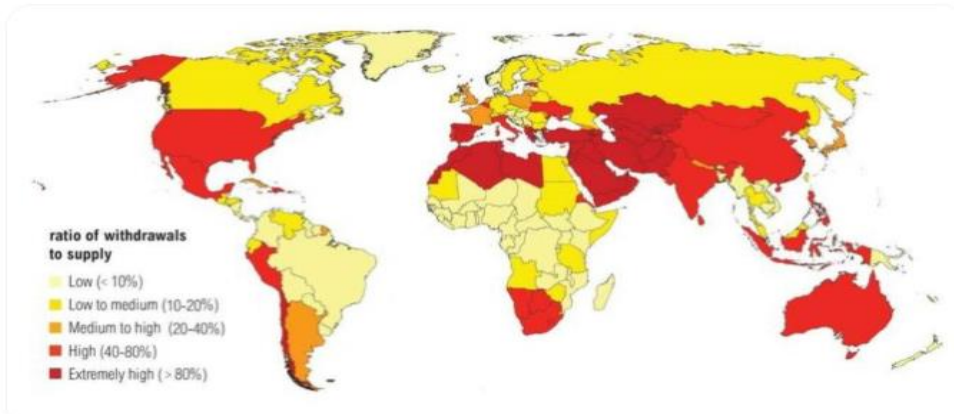 ratio of withdrawals
to supply
Low (< 10%)
Low to medium (10-20%)
Medium to high (20-40%)
High (40-80%)
Extremely high (> 80%)